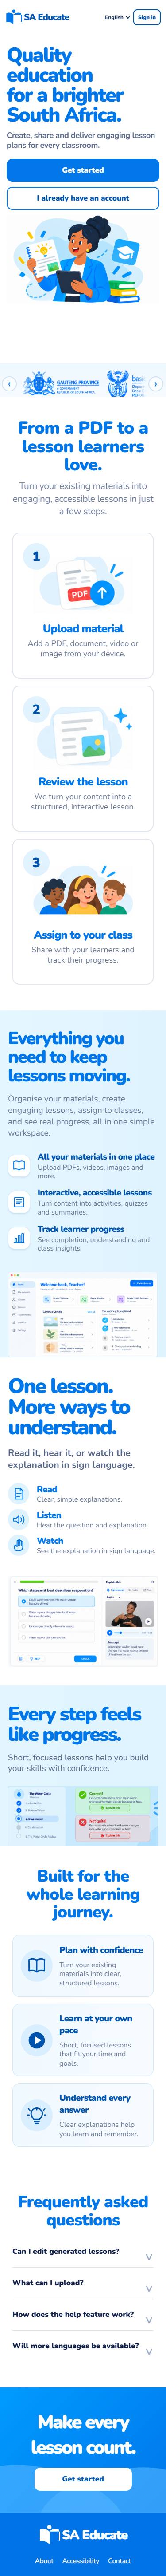 SA Educate
English
Sign in
Quality
education
for a brighter
South Africa.
Create, share and deliver engaging lesson
plans for every classroom.
Get started
I already have an account
GAUTENG PROVINCE
REPUBLIC OF SOUTH AFRICA
basic
From a PDF to a
lesson learners
love.
Turn your existing materials into
engaging, accessible lessons in just
a few steps.
1
PDF
Upload material
Add a PDF, document, video or
image from your device.
2
Review the lesson
We turn your content into a
structured, interactive lesson.
3
Assign to your class
Share with your learners and
track their progress.
Everything you
need to keep
lessons moving.
Organise your materials, create
engaging lessons, assign to classes,
and see real progress, all in one simple
workspace.
All your materials in one place
Upload PDFs, videos, images and
more.
Interactive, accessible lessons
Turn content into activities, quizzes
and summaries.
Track learner progress
See completion, understanding and
class insights.
Welcome back, Teacher!
One lesson.
More ways to
understand.
Read it, hear it, or watch the
explanation in sign language.
Read
Clear, simple explanations.
Listen
Hear the question and explanation.
Watch
See the explanation in sign language.
Which statement best describes evaporation?
Every step feels
like progress.
Short, focused lessons help you build
your skills with confidence.
The Water Cycle
Correct!
Not quite!
Built for the
whole learning
journey.
Plan with confidence
Turn your existing
materials into clear,
structured lessons.
Learn at your own
pace
Short, focused lessons
that fit your time and
goals.
Understand every
answer
Clear explanations help
you learn and remember.
Frequently asked
questions
Can I edit generated lessons?
What can I upload?
How does the help feature work?
Will more languages be available?
Make every
lesson count.
Get started
SA Educate
About Accessibility Contact